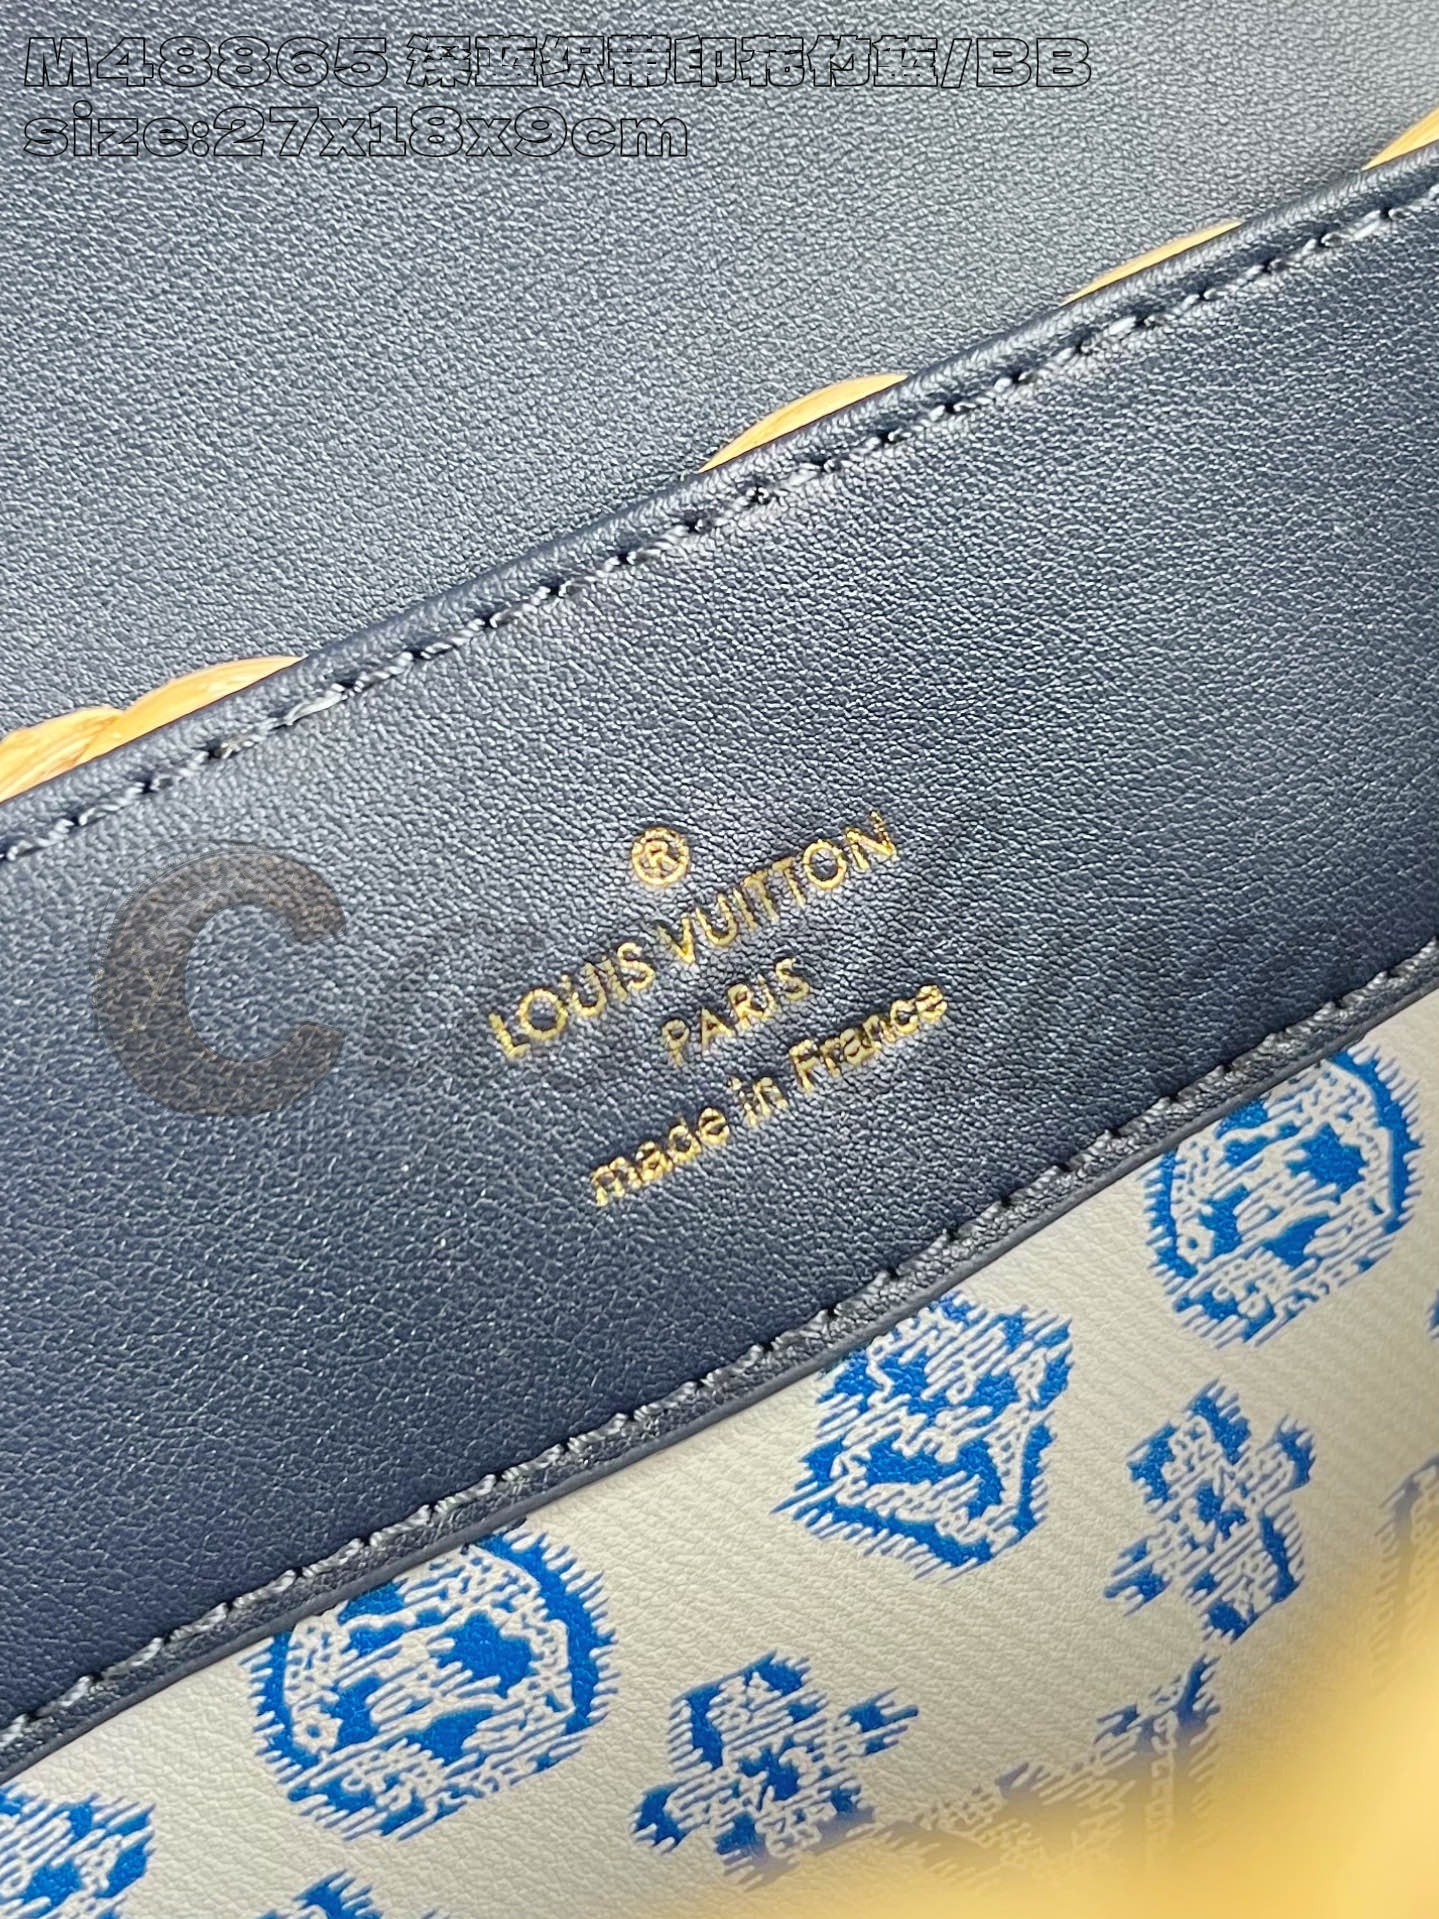 M48865 深蓝织带印花竹篮/BB
size:27x18x9cm
®
LOUIS VUITTON
PARIS
made in France
C